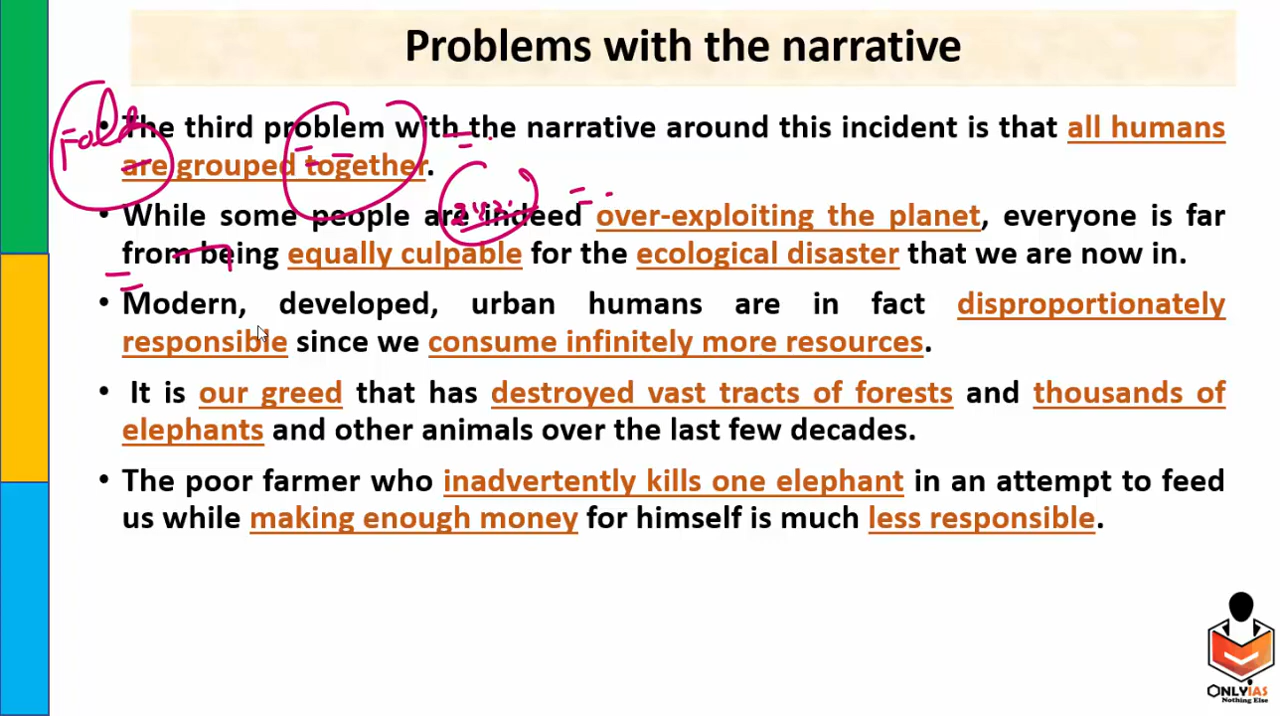 Problems with the narrative
• The third problem with the narrative around this incident is that all humans
are grouped together.
• While some people are indeed over-exploiting the planet, everyone is far
from being equally culpable for the ecological disaster that we are now in.
• Modern, developed, urban humans are in fact disproportionately
responsible since we consume infinitely more resources.
• It is our greed that has destroyed vast tracts of forests and thousands of
elephants and other animals over the last few decades.
• The poor farmer who inadvertently kills one elephant in an attempt to feed
us while making enough money for himself is much less responsible.
ONLYIAS
Nothing Else